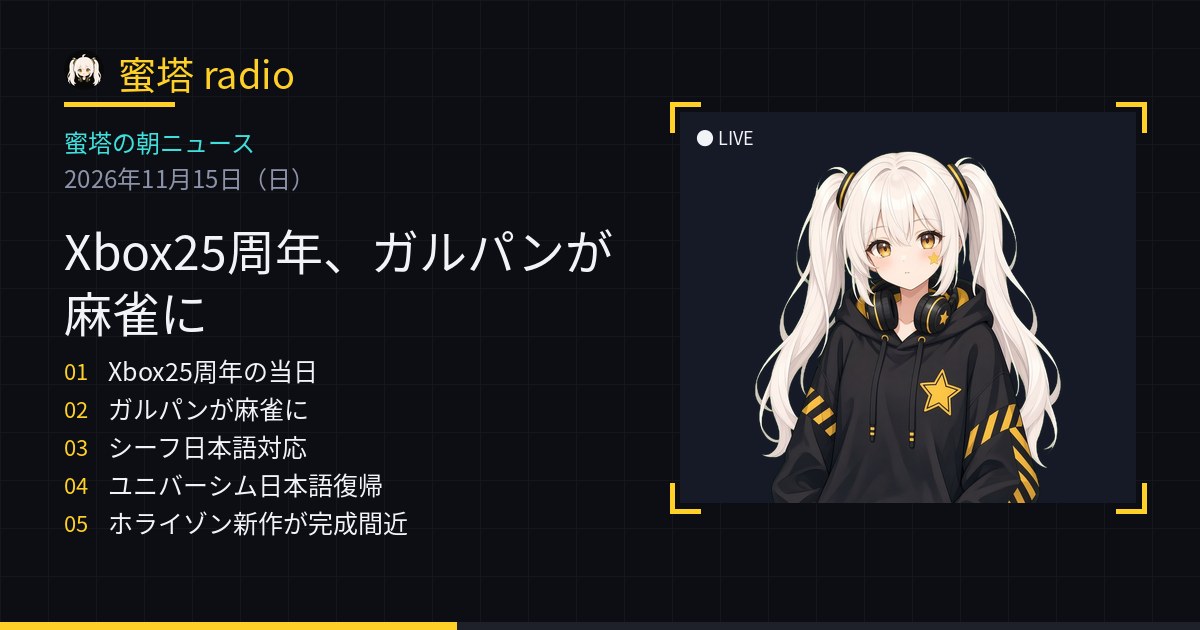 蜜塔 radio
蜜塔の朝ニュース
2026年11月15日（日）
Xbox25周年、ガルパンが
麻雀に
01 Xbox25周年の当日
02 ガルパンが麻雀に
03 シーフ日本語対応
04 ユニバーシム日本語復帰
05 ホライゾン新作が完成間近
LIVE